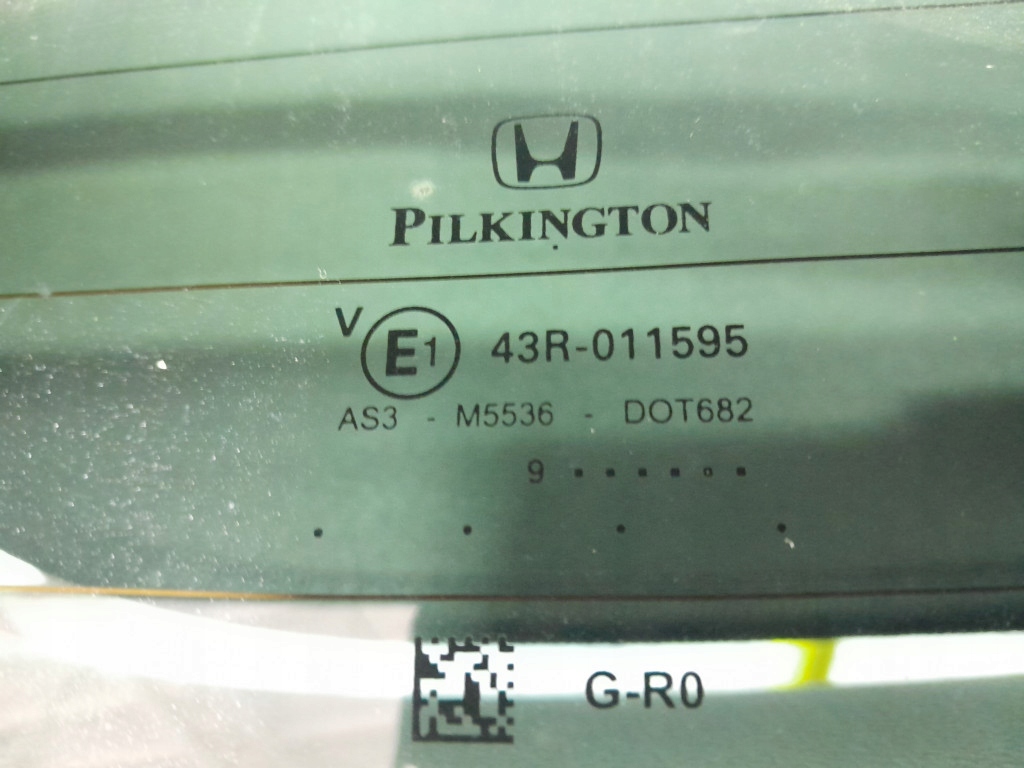 PILKINGTON
V E1 43R-011595
AS3 - M5536 - DOT682
9 . . . . . .
. . . .
G-R0